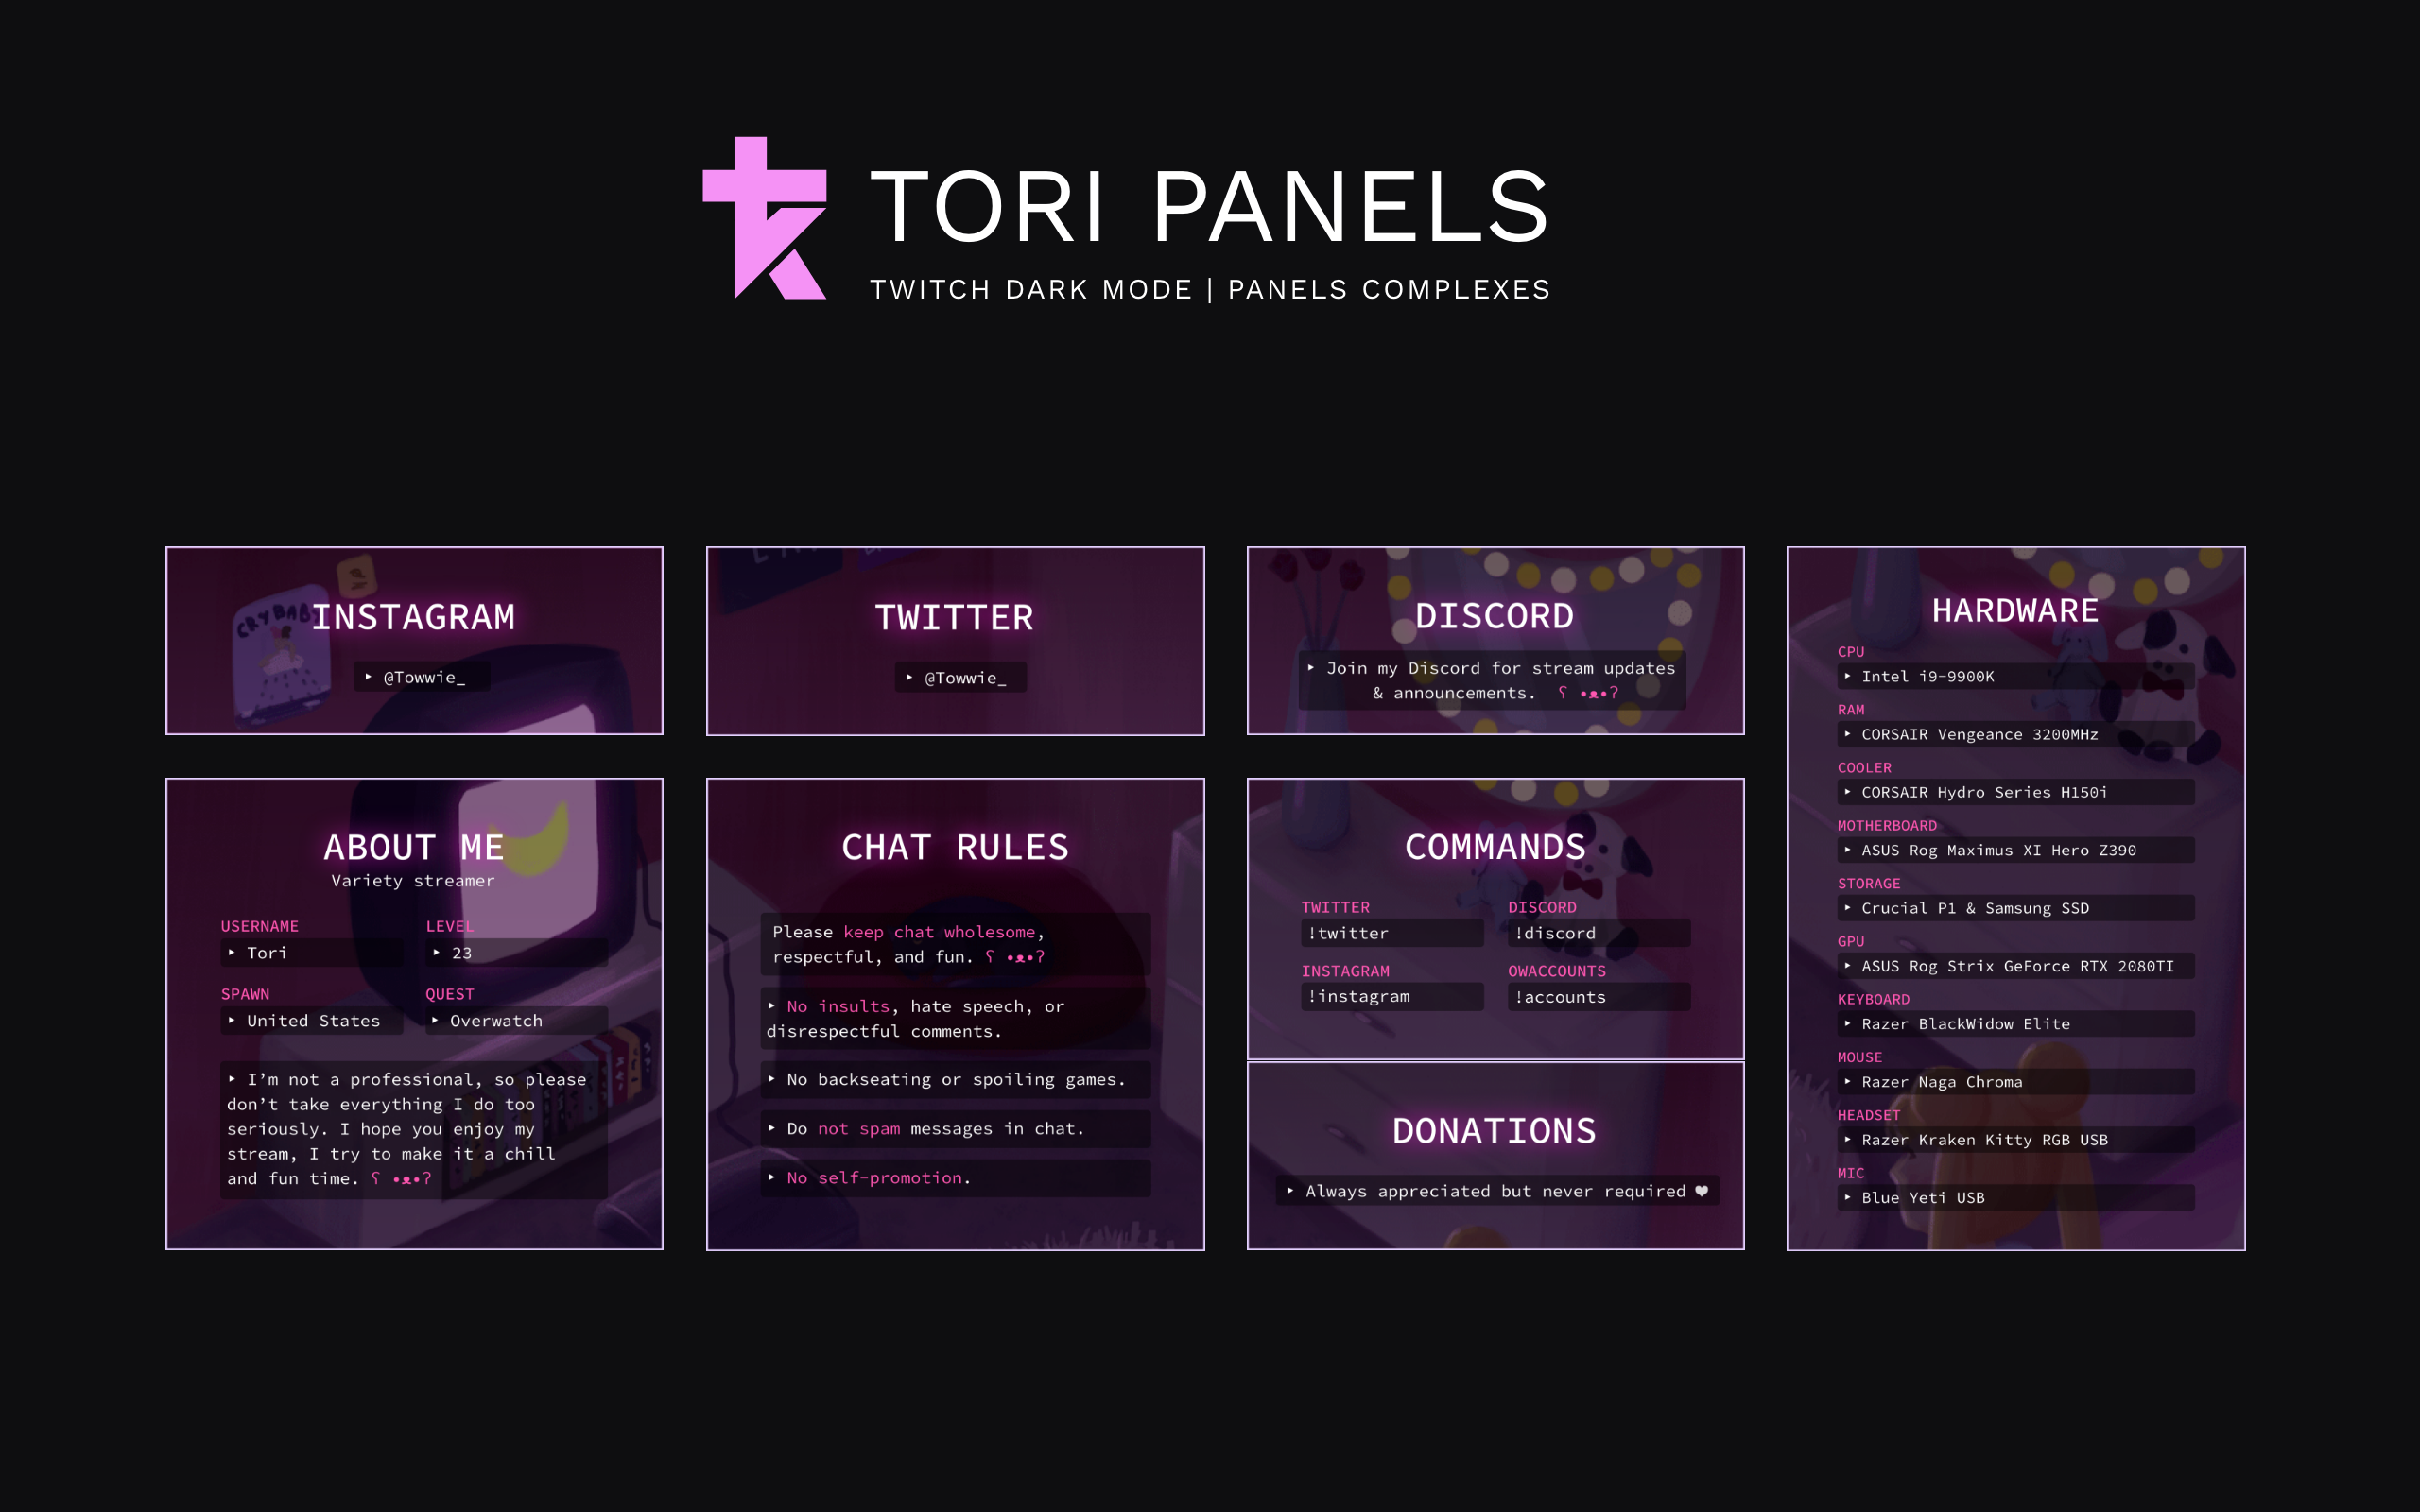 TORI PANELS
TWITCH DARK MODE | PANELS COMPLEXES
INSTAGRAM
CRY BABY
‣ @Towwie_
TWITTER
‣ @Towwie_
DISCORD
‣ Join my Discord for stream updates
& announcements. ʕ •ᴥ•ʔ
ABOUT ME
Variety streamer
USERNAME
‣ Tori
LEVEL
‣ 23
SPAWN
‣ United States
QUEST
‣ Overwatch
‣ I’m not a professional, so please
don’t take everything I do too
seriously. I hope you enjoy my
stream, I try to make it a chill
and fun time. ʕ •ᴥ•ʔ
CHAT RULES
Please keep chat wholesome,
respectful, and fun. ʕ •ᴥ•ʔ
‣ No insults, hate speech, or
disrespectful comments.
‣ No backseating or spoiling games.
‣ Do not spam messages in chat.
‣ No self-promotion.
COMMANDS
TWITTER
!twitter
DISCORD
!discord
INSTAGRAM
!instagram
OWACCOUNTS
!accounts
DONATIONS
‣ Always appreciated but never required ❤
HARDWARE
CPU
‣ Intel i9-9900K
RAM
‣ CORSAIR Vengeance 3200MHz
COOLER
‣ CORSAIR Hydro Series H150i
MOTHERBOARD
‣ ASUS Rog Maximus XI Hero Z390
STORAGE
‣ Crucial P1 & Samsung SSD
GPU
‣ ASUS Rog Strix GeForce RTX 2080TI
KEYBOARD
‣ Razer BlackWidow Elite
MOUSE
‣ Razer Naga Chroma
HEADSET
‣ Razer Kraken Kitty RGB USB
MIC
‣ Blue Yeti USB